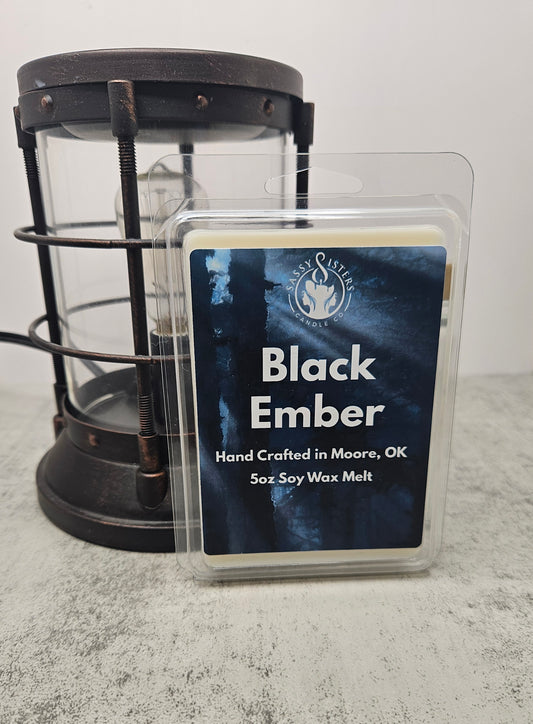 SASSY SISTERS
CANDLE CO.
Black
Ember
Hand Crafted in Moore, OK
5oz Soy Wax Melt